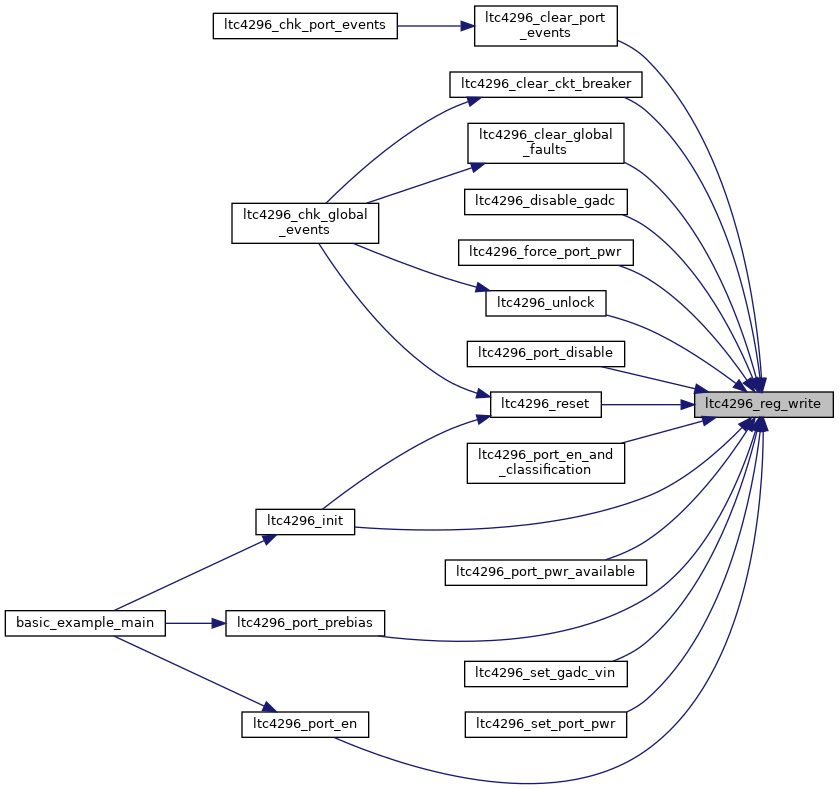 ltc4296_chk_port_events
ltc4296_clear_port
_events
ltc4296_clear_ckt_breaker
ltc4296_clear_global
_faults
ltc4296_chk_global
_events
ltc4296_disable_gadc
ltc4296_force_port_pwr
ltc4296_unlock
ltc4296_port_disable
ltc4296_reset
ltc4296_reg_write
ltc4296_port_en_and
_classification
ltc4296_init
ltc4296_port_pwr_available
basic_example_main
ltc4296_port_prebias
ltc4296_set_gadc_vin
ltc4296_port_en
ltc4296_set_port_pwr